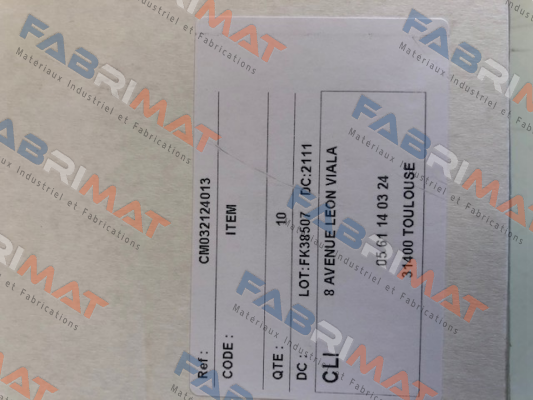 Ref : CM032124013
CODE : ITEM
QTE : 10
DC : LOT:FK38507 DC:2111
CLI
8 AVENUE LEON VIALA
05 61 14 03 24
31400 TOULOUSE
FABRIMAT
Materiaux Industriel et Fabrications